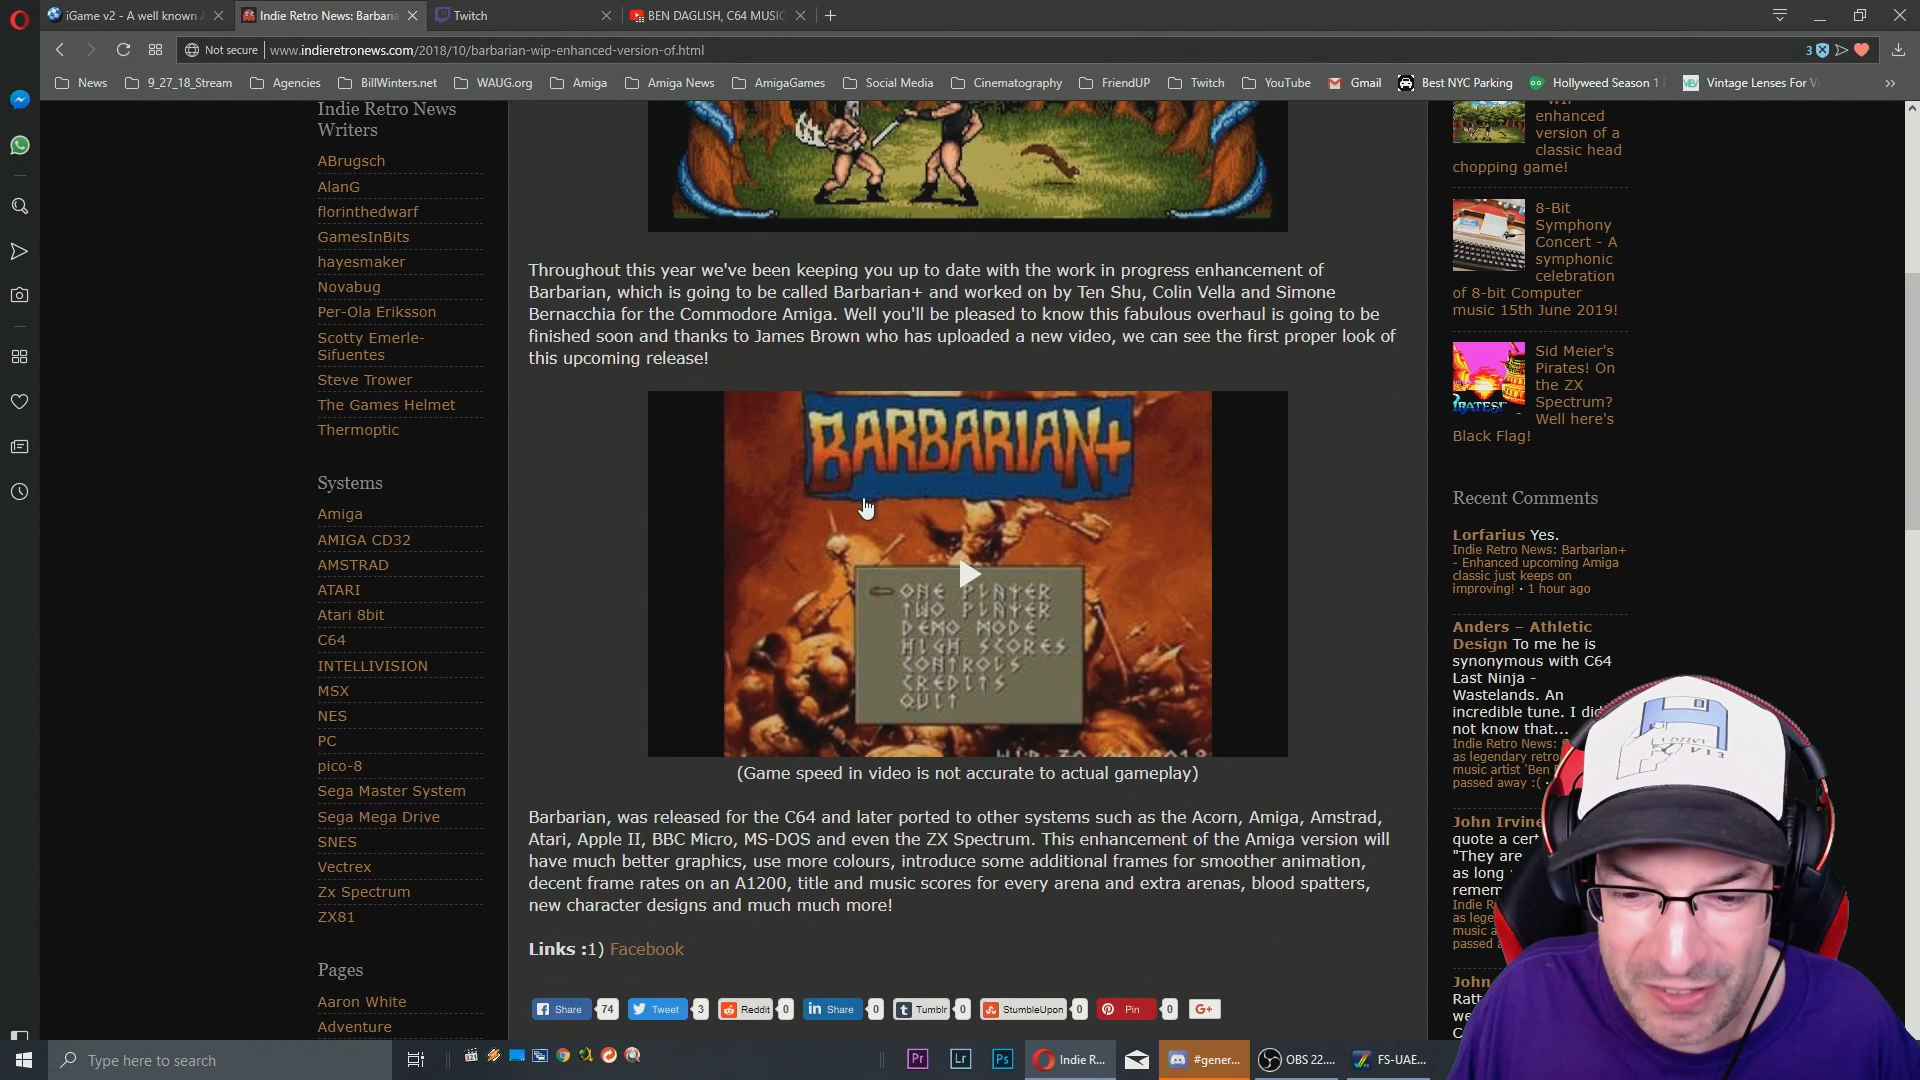 iGame v2 - A well known A
Indie Retro News: Barbaria
Twitch
BEN DAGLISH, C64 MUSIC
Not secure
www.indieretronews.com/2018/10/barbarian-wip-enhanced-version-of.html
3
News
9_27_18_Stream
Agencies
BillWinters.net
WAUG.org
Amiga
Amiga News
AmigaGames
Social Media
Cinematography
FriendUP
Twitch
YouTube
Gmail
Best NYC Parking
Hollyweed Season 1
Vintage Lenses For V
Indie Retro News
Writers
ABrugsch
AlanG
florinthedwarf
GamesInBits
hayesmaker
Novabug
Per-Ola Eriksson
Scotty Emerle-
Sifuentes
Steve Trower
The Games Helmet
Thermoptic
Systems
Amiga
AMIGA CD32
AMSTRAD
ATARI
Atari 8bit
C64
INTELLIVISION
MSX
NES
PC
pico-8
Sega Master System
Sega Mega Drive
SNES
Vectrex
Zx Spectrum
ZX81
Pages
Aaron White
Adventure
Throughout this year we've been keeping you up to date with the work in progress enhancement of
Barbarian, which is going to be called Barbarian+ and worked on by Ten Shu, Colin Vella and Simone
Bernacchia for the Commodore Amiga. Well you'll be pleased to know this fabulous overhaul is going to be
finished soon and thanks to James Brown who has uploaded a new video, we can see the first proper look of
this upcoming release!
BARBARIAN+
ONE PLAYER
TWO PLAYER
DEMO MODE
HIGH SCORES
CONTROLS
CREDITS
QUIT
(Game speed in video is not accurate to actual gameplay)
Barbarian, was released for the C64 and later ported to other systems such as the Acorn, Amiga, Amstrad,
Atari, Apple II, BBC Micro, MS-DOS and even the ZX Spectrum. This enhancement of the Amiga version will
have much better graphics, use more colours, introduce some additional frames for smoother animation,
decent frame rates on an A1200, title and music scores for every arena and extra arenas, blood spatters,
new character designs and much much more!
Links :1) Facebook
Share 74
Tweet 3
Reddit 0
Share 0
Tumblr 0
StumbleUpon 0
Pin 0
G+
enhanced
version of a
classic head
chopping game!
8-Bit
Symphony
Concert - A
symphonic
celebration
of 8-bit Computer
music 15th June 2019!
Sid Meier's
Pirates! On
the ZX
Spectrum?
Well here's
Black Flag!
Recent Comments
Lorfarius Yes.
Indie Retro News: Barbarian+
- Enhanced upcoming Amiga
classic just keeps on
improving! · 1 hour ago
Anders – Athletic
Design To me he is
synonymous with C64
Last Ninja -
Wastelands. An
incredible tune. I did
not know that...
Indie Retro News:
as legendary retro
music artist 'Ben
passed away :(
John Irvine
quote a cert
"They are
as long
remem
Indie R
as lege
music a
passed a
John
Ratt
we
Type here to search
Pr
Lr
Ps
Indie R...
#gener...
OBS 22....
FS-UAE...